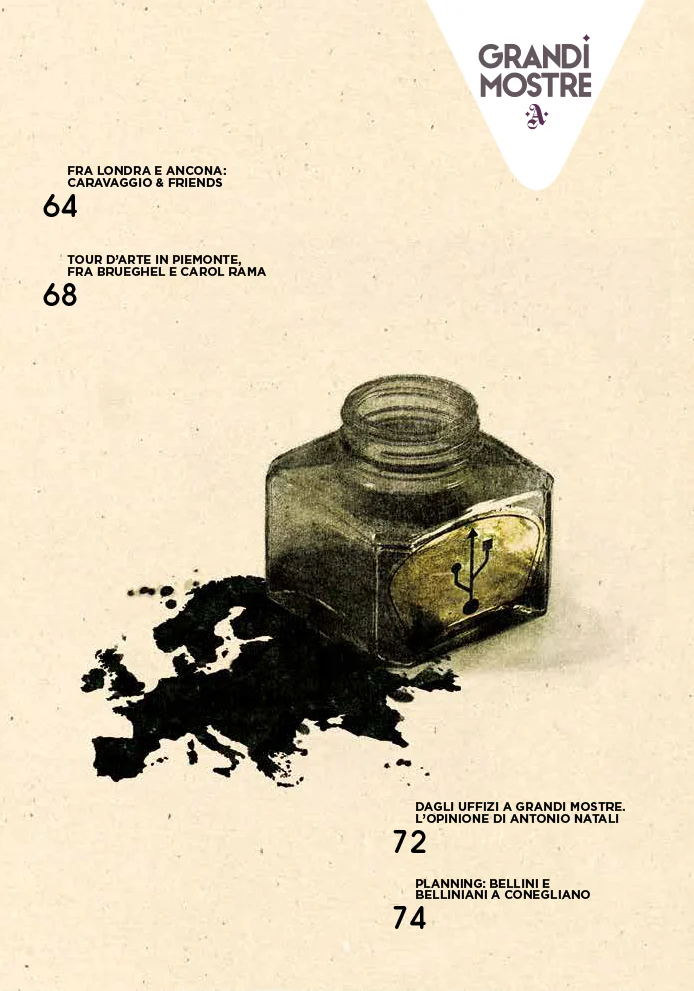 GRANDI
MOSTRE
A
FRA LONDRA E ANCONA:
CARAVAGGIO & FRIENDS
64
TOUR D'ARTE IN PIEMONTE,
FRA BRUEGHEL E CAROL RAMA
68
DAGLI UFFIZI A GRANDI MOSTRE.
L'OPINIONE DI ANTONIO NATALI
72
PLANNING: BELLINI E
BELLINIANI A CONEGLIANO
74